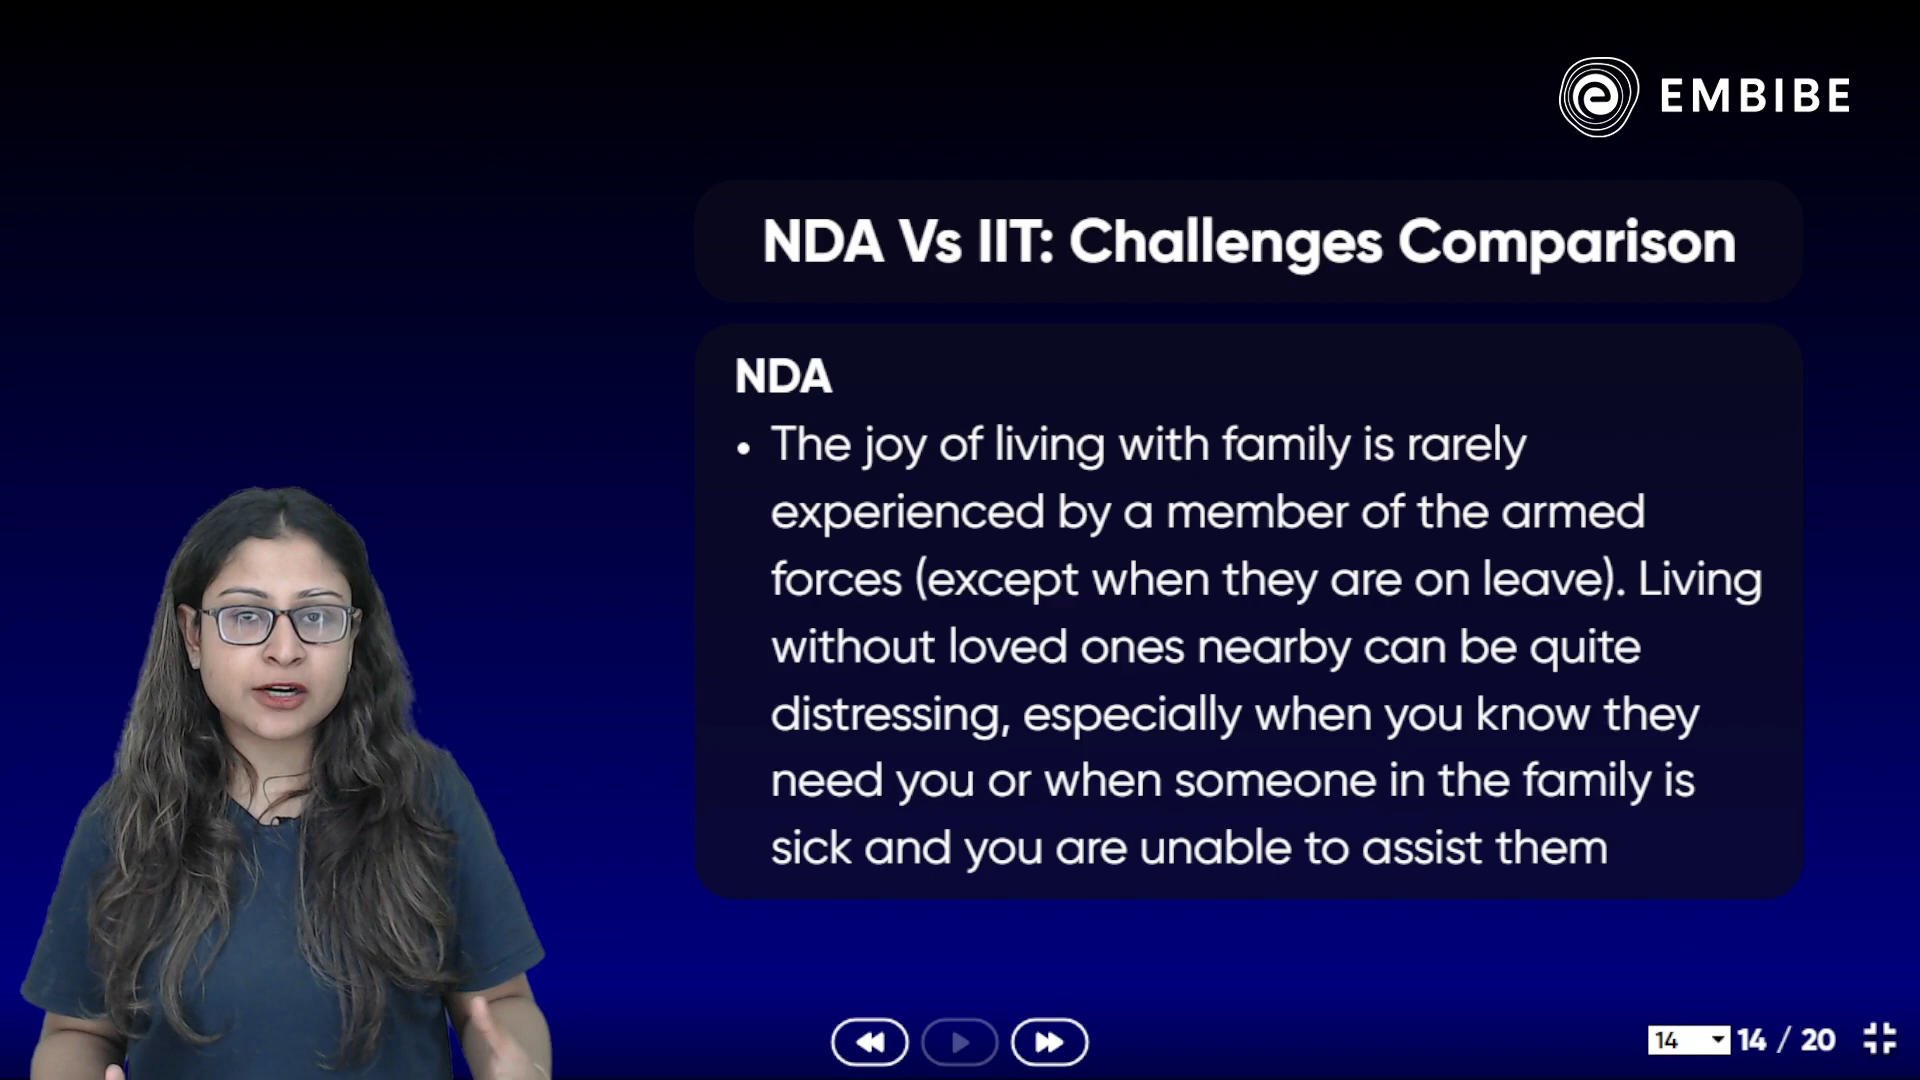 EMBIBE
NDA Vs IIT: Challenges Comparison
NDA
• The joy of living with family is rarely
experienced by a member of the armed
forces (except when they are on leave). Living
without loved ones nearby can be quite
distressing, especially when you know they
need you or when someone in the family is
sick and you are unable to assist them
14 14 / 20